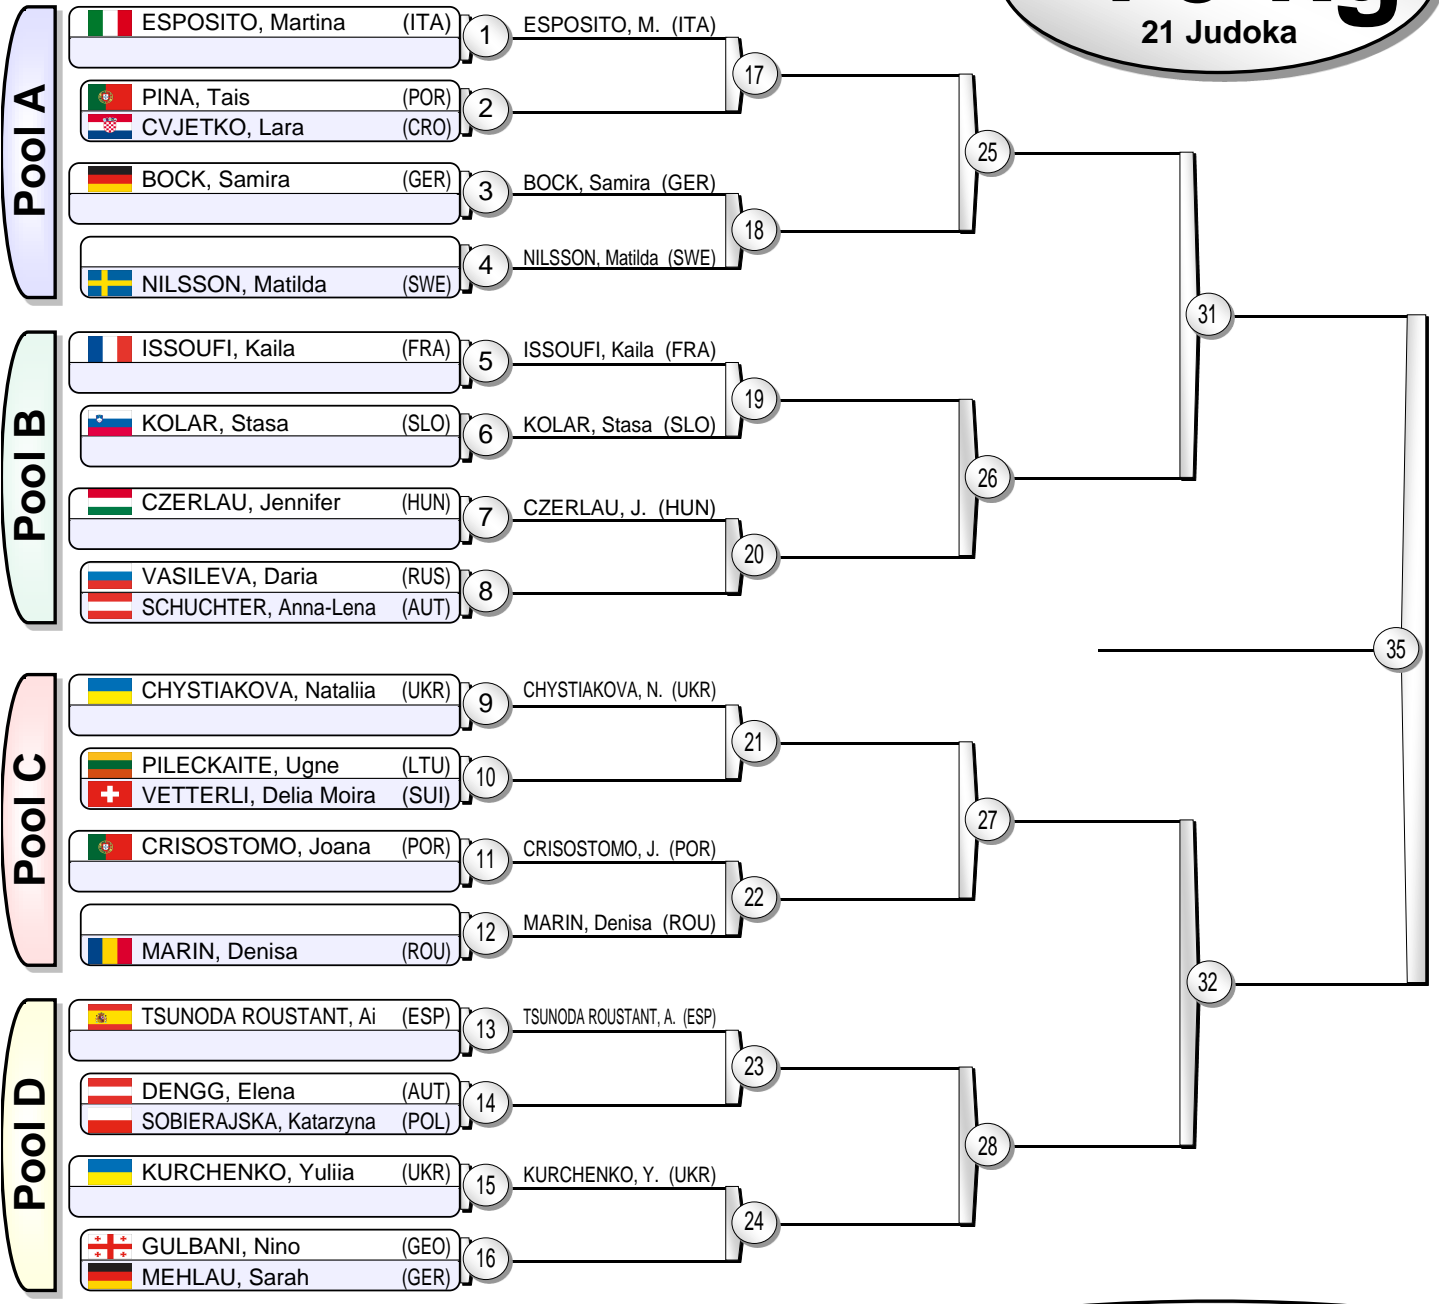 21 Judoka
Pool A
ESPOSITO, Martina (ITA)
1
ESPOSITO, M. (ITA)
PINA, Tais (POR)
CVJETKO, Lara (CRO)
2
17
BOCK, Samira (GER)
3
BOCK, Samira (GER)
NILSSON, Matilda (SWE)
4
NILSSON, Matilda (SWE)
18
25
Pool B
ISSOUFI, Kaila (FRA)
5
ISSOUFI, Kaila (FRA)
KOLAR, Stasa (SLO)
6
KOLAR, Stasa (SLO)
19
CZERLAU, Jennifer (HUN)
7
CZERLAU, J. (HUN)
VASILEVA, Daria (RUS)
SCHUCHTER, Anna-Lena (AUT)
8
20
26
31
35
Pool C
CHYSTIAKOVA, Nataliia (UKR)
9
CHYSTIAKOVA, N. (UKR)
PILECKAITE, Ugne (LTU)
VETTERLI, Delia Moira (SUI)
10
21
CRISOSTOMO, Joana (POR)
11
CRISOSTOMO, J. (POR)
MARIN, Denisa (ROU)
12
MARIN, Denisa (ROU)
22
27
Pool D
TSUNODA ROUSTANT, Ai (ESP)
13
TSUNODA ROUSTANT, A. (ESP)
DENGG, Elena (AUT)
SOBIERAJSKA, Katarzyna (POL)
14
23
KURCHENKO, Yuliia (UKR)
15
KURCHENKO, Y. (UKR)
GULBANI, Nino (GEO)
MEHLAU, Sarah (GER)
16
24
28
32